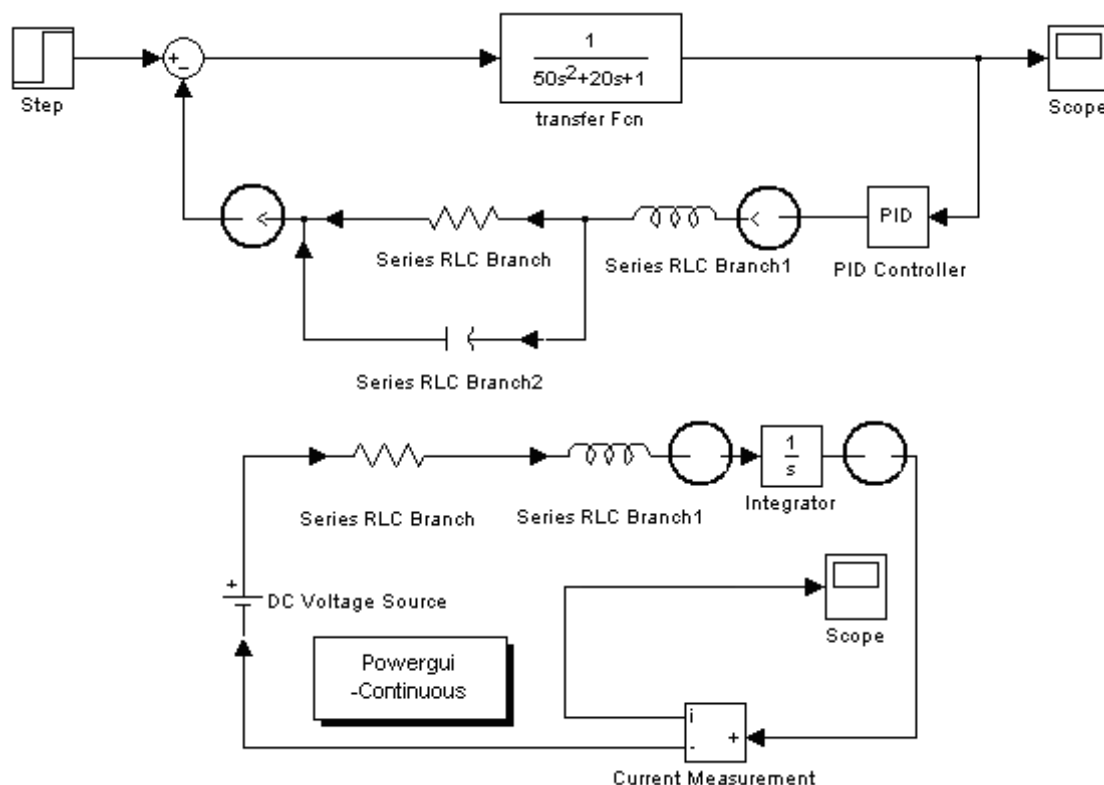 1
50s²+20s+1
+
−
Step
transfer Fcn
Scope
<
<
PID
Series RLC Branch
Series RLC Branch1
PID Controller
Series RLC Branch2
1
s
Series RLC Branch
Series RLC Branch1
Integrator
+
DC Voltage Source
Scope
Powergui
-Continuous
i
+
-
Current Measurement